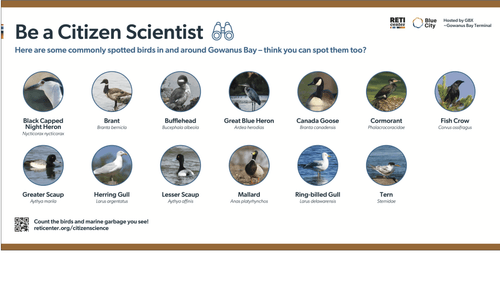 Be a Citizen Scientist
RETI
center
Blue
City
Hosted by GBX
–Gowanus Bay Terminal
Here are some commonly spotted birds in and around Gowanus Bay – think you can spot them too?
Black Capped
Night Heron
Nycticorax nycticorax
Brant
Branta bernicla
Bufflehead
Bucephala albeola
Great Blue Heron
Ardea herodias
Canada Goose
Branta canadensis
Cormorant
Phalacrocoracidae
Fish Crow
Corvus ossifragus
Greater Scaup
Aythya marila
Herring Gull
Larus argentatus
Lesser Scaup
Aythya affinis
Mallard
Anas platyrhynchos
Ring-billed Gull
Larus delawarensis
Tern
Sternidae
Count the birds and marine garbage you see!
reticenter.org/citizenscience